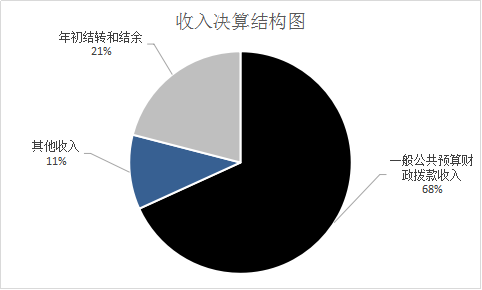 收入决算结构图
年初结转和结余
21%
其他收入
11%
一般公共预算财
政拨款收入
68%